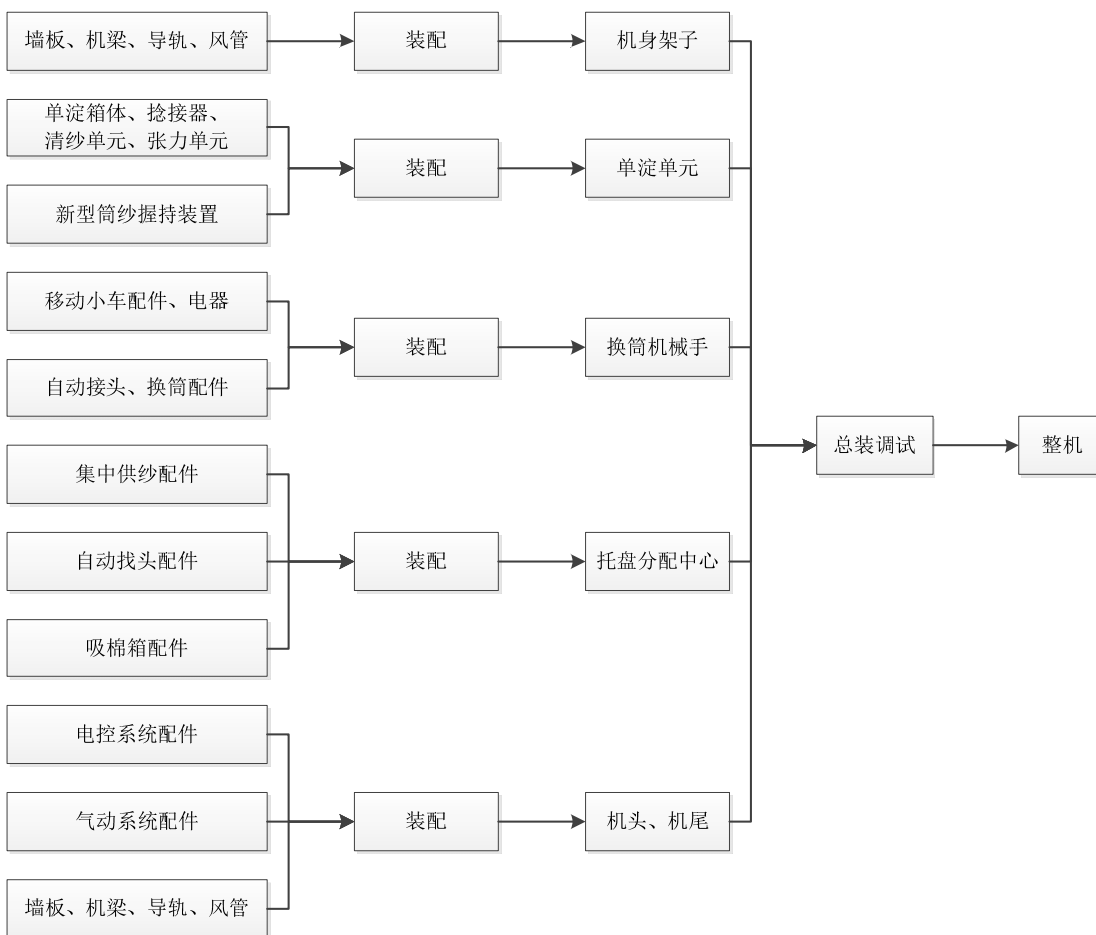 墙板、机梁、导轨、风管
装配
机身架子
单淀箱体、捻接器、
清纱单元、张力单元
装配
单淀单元
新型筒纱握持装置
移动小车配件、电器
装配
换筒机械手
自动接头、换筒配件
总装调试
整机
集中供纱配件
自动找头配件
装配
托盘分配中心
吸棉箱配件
电控系统配件
气动系统配件
装配
机头、机尾
墙板、机梁、导轨、风管